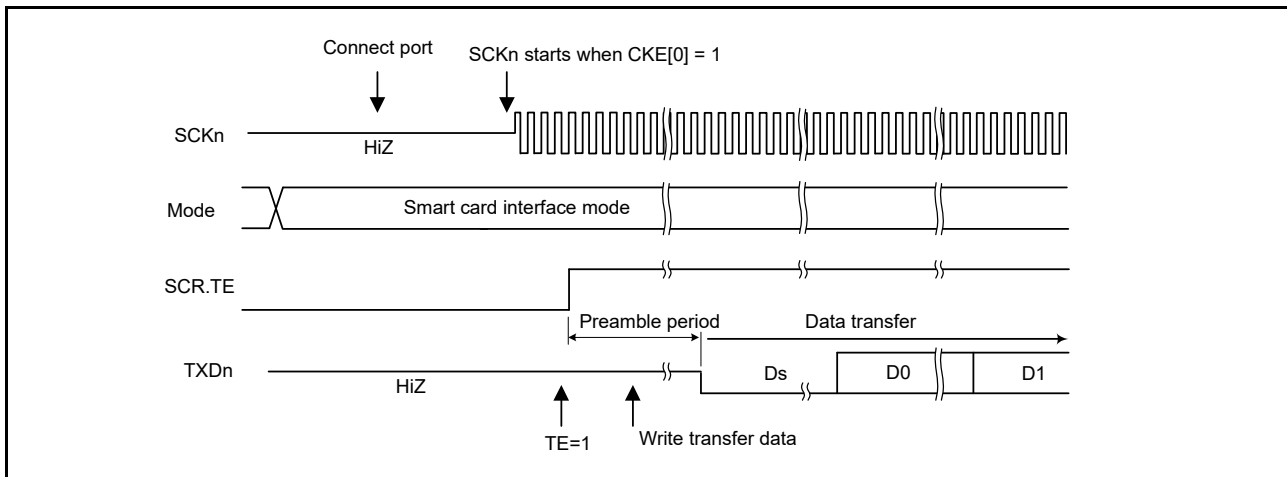 Connect port
SCKn starts when CKE[0] = 1
SCKn
HiZ
Mode
Smart card interface mode
SCR.TE
Preamble period
Data transfer
TXDn
HiZ
Ds
D0
D1
TE=1
Write transfer data